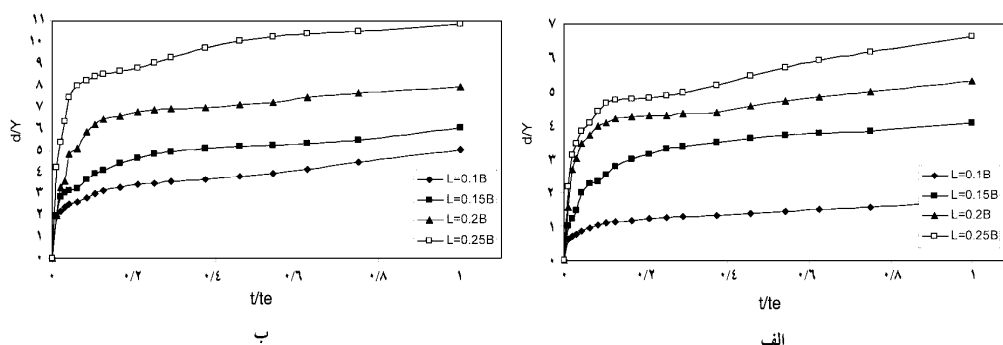 ١١
١٠
٩
٨
٧
٦
٥
٤
٣
٢
١
٠
d/Y
٠ ٠/٢ ٠/٤ ٠/٦ ٠/٨ ١
t/te
L=0.1B
L=0.15B
L=0.2B
L=0.25B
ب
٧
٦
٥
٤
٣
٢
١
٠
d/Y
٠ ٠/٢ ٠/٤ ٠/٦ ٠/٨ ١
t/te
L=0.1B
L=0.15B
L=0.2B
L=0.25B
الف